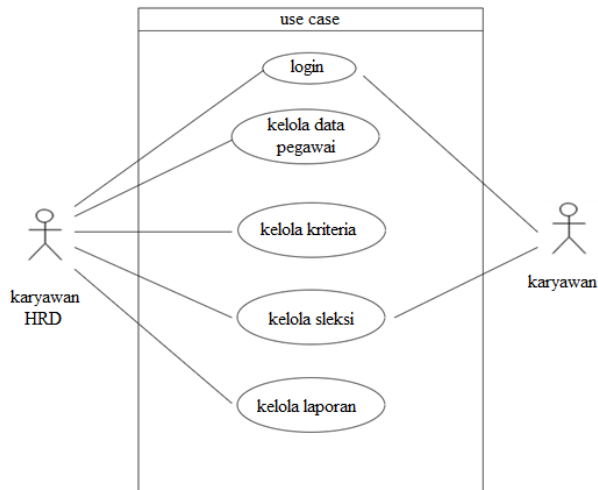 use case
login
kelola data
pegawai
kelola kriteria
karyawan
HRD
karyawan
kelola sleksi
kelola laporan